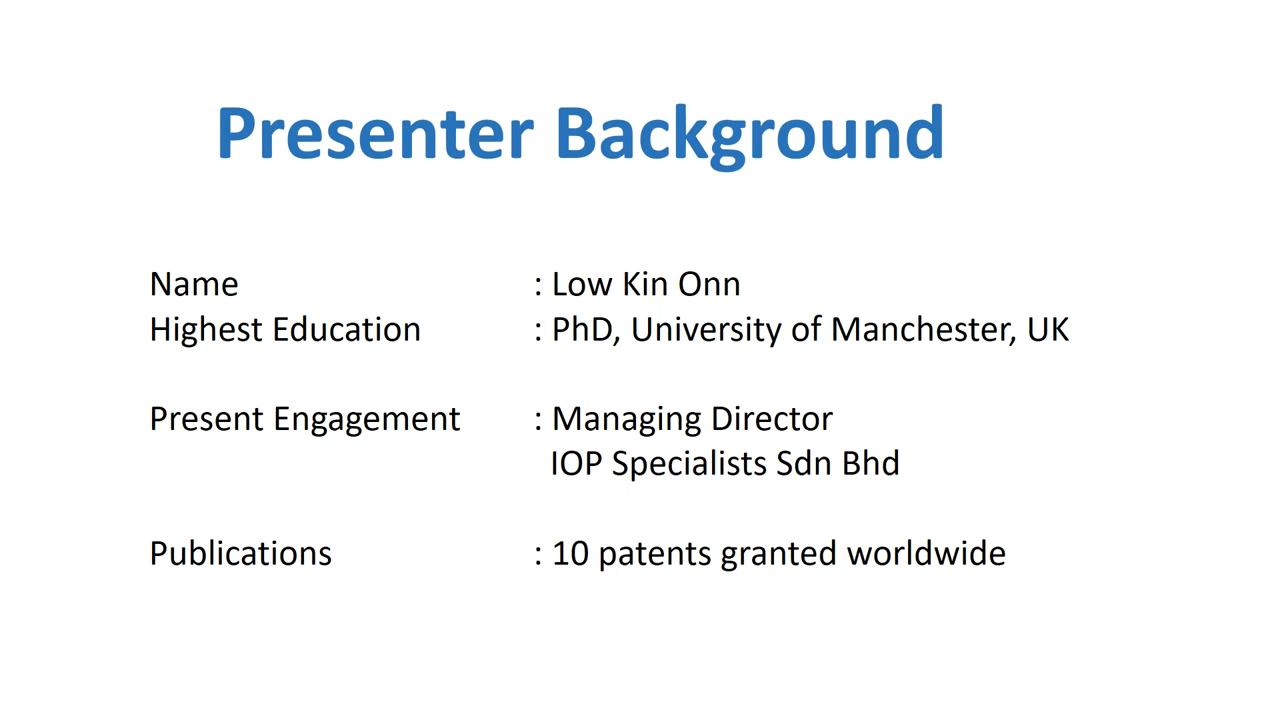 Presenter Background
Name : Low Kin Onn
Highest Education : PhD, University of Manchester, UK
Present Engagement : Managing Director
IOP Specialists Sdn Bhd
Publications : 10 patents granted worldwide